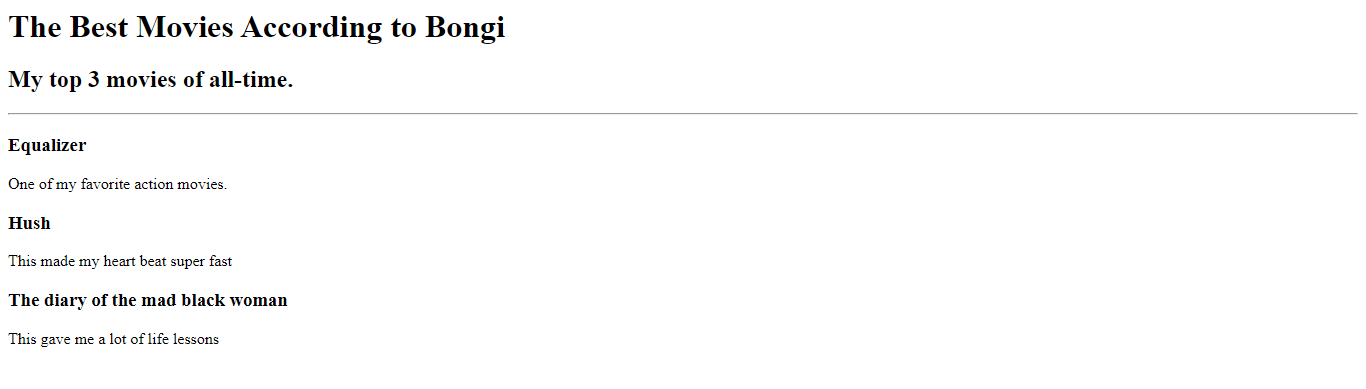 The Best Movies According to Bongi
My top 3 movies of all-time.
Equalizer
One of my favorite action movies.
Hush
This made my heart beat super fast
The diary of the mad black woman
This gave me a lot of life lessons